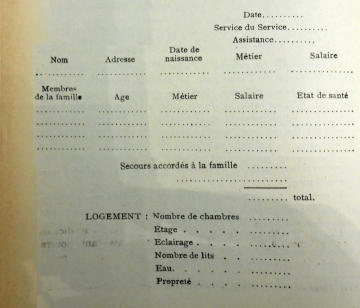 Date..........
Service du Service..........
Assistance..........
Nom Adresse Date de naissance Métier Salaire
Membres de la famille Age Métier Salaire Etat de santé
Secours accordés à la famille .........
......... total.
LOGEMENT : Nombre de chambres .........
Etage . . . . .........
Eclairage . . . .........
Nombre de lits . . .........
Eau. . . . . .........
Propreté . . . .........